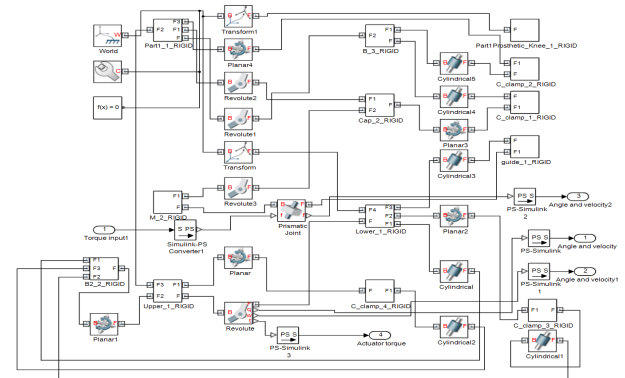 World
f(x) = 0
Part1_1_RIGID
F2
F3
F
F
Transform1
Planar4
Revolute2
Revolute1
Transform
Revolute3
B_3_RIGID
F2
F
F
Cap_2_RIGID
F2
F
F
Part1Prosthetic_Knee_1_RIGID
F
Cylindrical5
C_clamp_2_RIGID
F1
F
Cylindrical4
C_clamp_1_RIGID
F
F1
Planar3
guide_1_RIGID
F
F1
Cylindrical3
M_2_RIGID
F1
F
Prismatic
Joint
1
Torque input1
S PS
Simulink-PS
Converter1
Lower_1_RIGID
F4
F3
F2
F
F1
Planar2
PS S
PS-Simulink
2
3
Angle and velocity2
PS S
PS-Simulink
1
Angle and velocity
PS S
PS-Simulink
1
2
Angle and velocity1
B2_2_RIGID
F1
F3
F
F2
Planar1
Upper_1_RIGID
F3
F1
F2
F
Planar
Revolute
C_clamp_4_RIGID
F
F1
Cylindrical
Cylindrical2
PS S
PS-Simulink
3
4
Actuator torque
C_clamp_3_RIGID
F1
F
Cylindrical1